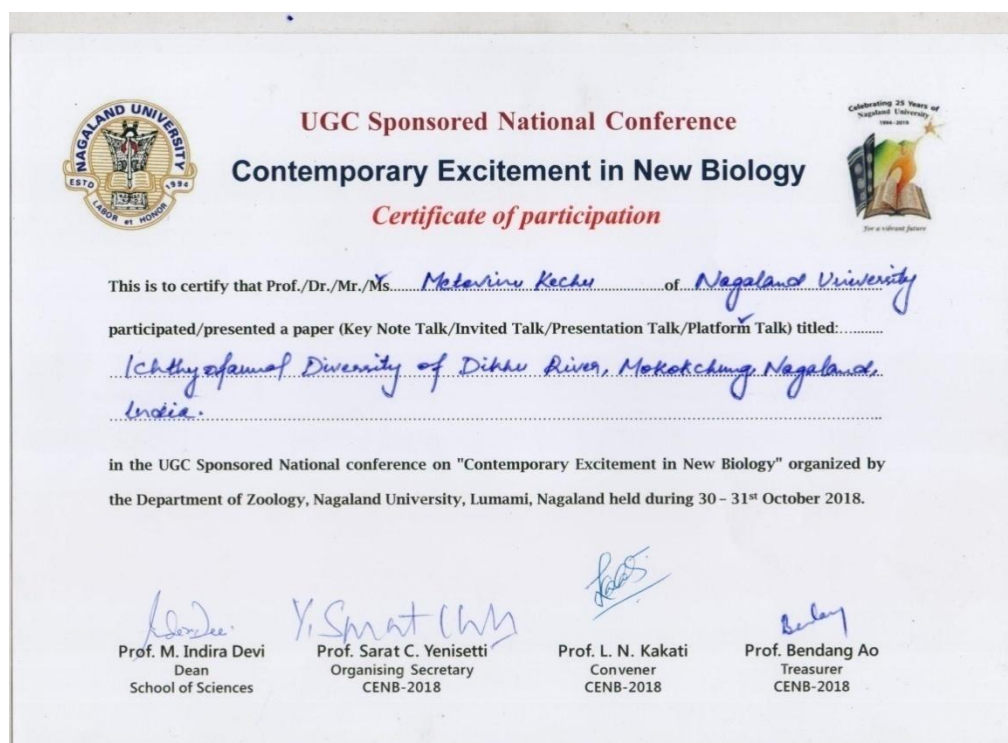 NAGALAND UNIVERSITY
ESTD 1994
LABOR et HONOR
Celebrating 25 Years of
Nagaland University
1994-2019
For a vibrant future
UGC Sponsored National Conference
Contemporary Excitement in New Biology
Certificate of participation
This is to certify that Prof./Dr./Mr./Ms. Metevinu Kechu of Nagaland University
participated/presented a paper (Key Note Talk/Invited Talk/Presentation Talk/Platform Talk) titled:
Ichthyofaunal Diversity of Dikhu River, Mokokchung, Nagaland,
India.
in the UGC Sponsored National conference on "Contemporary Excitement in New Biology" organized by
the Department of Zoology, Nagaland University, Lumami, Nagaland held during 30 – 31st October 2018.
Y. Sarat
Prof. M. Indira Devi
Dean
School of Sciences
Prof. Sarat C. Yenisetti
Organising Secretary
CENB-2018
Prof. L. N. Kakati
Convener
CENB-2018
Prof. Bendang Ao
Treasurer
CENB-2018